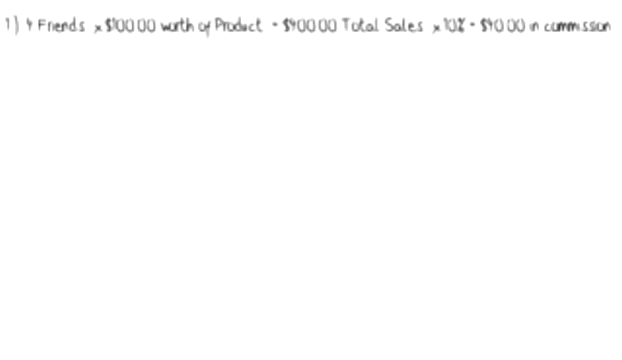 1) 4 Friends x $100.00 worth of Product = $400.00 Total Sales x 10% = $40.00 in commission